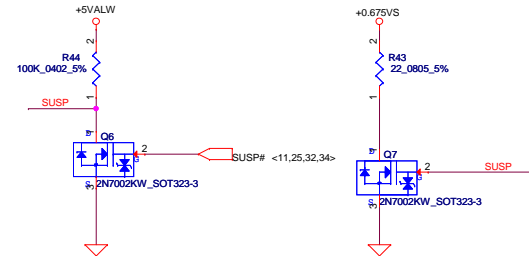 +5VALW
2
R44
100K_0402_5%
1
SUSP
D
Q6
2
G
SUSP# <11,25,32,34>
S
3
2N7002KW_SOT323-3
+0.675VS
2
R43
22_0805_5%
1
D
Q7
2
G
SUSP
S
3
2N7002KW_SOT323-3